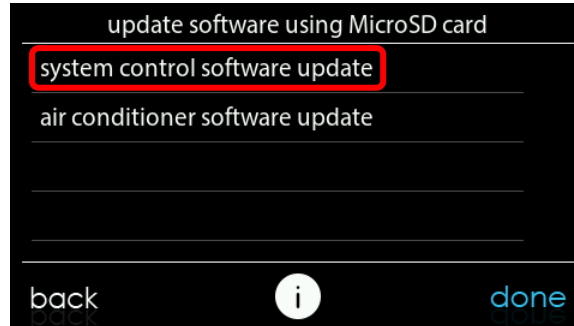 update software using MicroSD card
system control software update
air conditioner software update
back
i
done